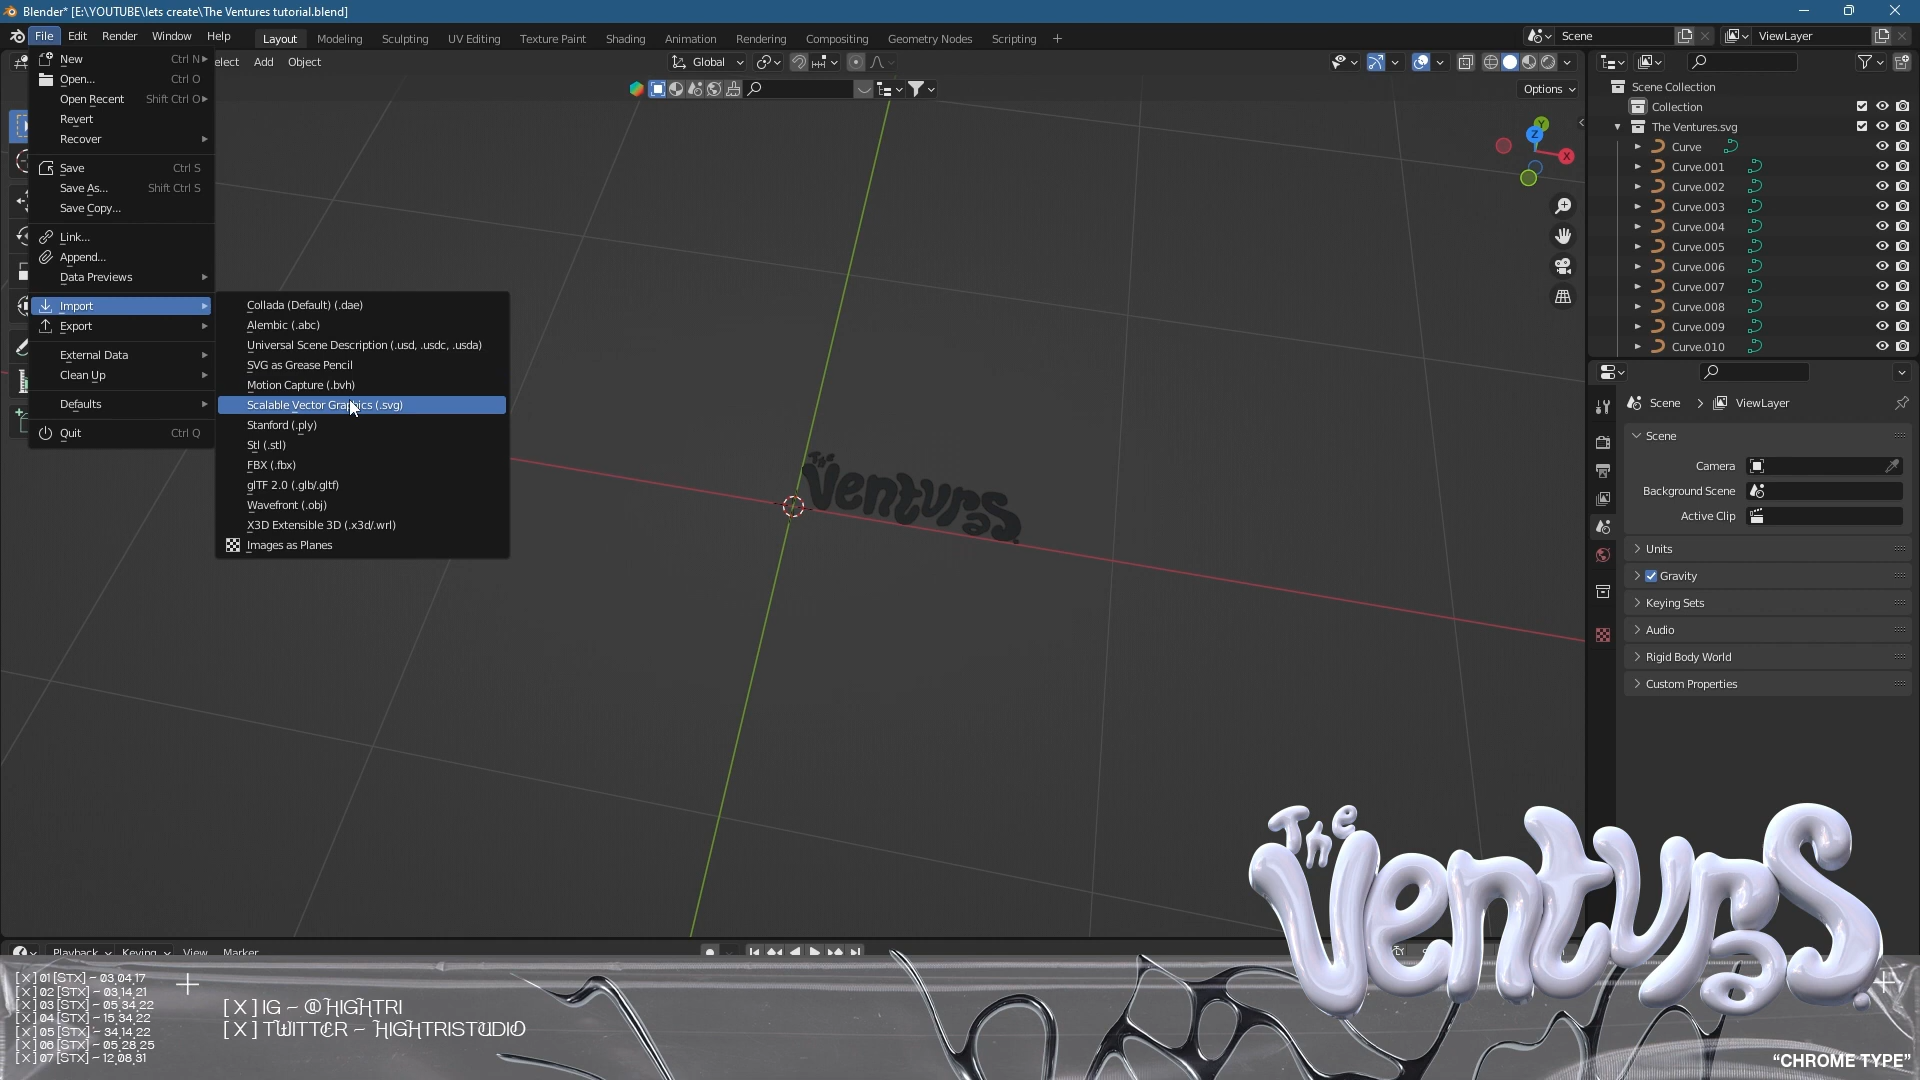 Blender* [E:\YOUTUBE\lets create\The Ventures tutorial.blend]
File Edit Render Window Help Layout Modeling Sculpting UV Editing Texture Paint Shading Animation Rendering Compositing Geometry Nodes Scripting + Scene ViewLayer
elect Add Object Global
Options
New Ctrl N
Open... Ctrl O
Open Recent Shift Ctrl O
Revert
Recover
Save Ctrl S
Save As... Shift Ctrl S
Save Copy...
Link...
Append...
Data Previews
Import
Export
External Data
Clean Up
Defaults
Quit Ctrl Q
Collada (Default) (.dae)
Alembic (.abc)
Universal Scene Description (.usd, .usdc, .usda)
SVG as Grease Pencil
Motion Capture (.bvh)
Scalable Vector Graphics (.svg)
Stanford (.ply)
Stl (.stl)
FBX (.fbx)
glTF 2.0 (.glb/.gltf)
Wavefront (.obj)
X3D Extensible 3D (.x3d/.wrl)
Images as Planes
Y
Z
X
The
Venturas
Scene Collection
Collection
The Ventures.svg
Curve
Curve.001
Curve.002
Curve.003
Curve.004
Curve.005
Curve.006
Curve.007
Curve.008
Curve.009
Curve.010
Scene > ViewLayer
Scene
Camera
Background Scene
Active Clip
Units
Gravity
Keying Sets
Audio
Rigid Body World
Custom Properties
Playback Keying View Marker
The
Venturas
[X] 01 [STX] – 03,04,17
[X] 02 [STX] – 03,14,21
[X] 03 [STX] – 05,34,22
[X] 04 [STX] – 15,34,22
[X] 05 [STX] – 34,14,22
[X] 06 [STX] – 05,28,25
[X] 07 [STX] – 12,08,31
[X] IG – @HIGHTRI
[X] TWITTER – HIGHTRISTUDIO
“CHROME TYPE”